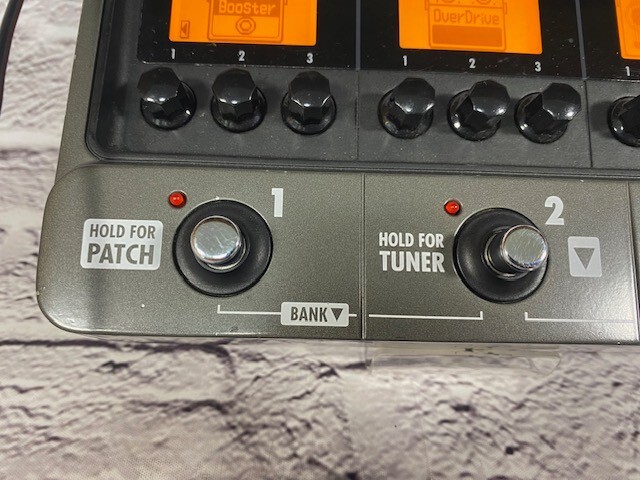 Booster
OverDrive
1 2 3
1 2 3
1
1
HOLD FOR
PATCH
2
HOLD FOR
TUNER
BANK